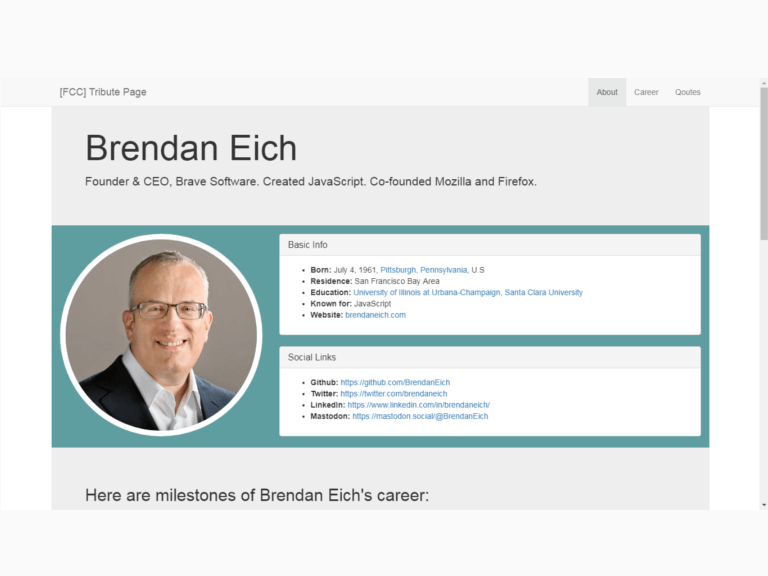 [FCC] Tribute Page
About
Career
Qoutes
Brendan Eich
Founder & CEO, Brave Software. Created JavaScript. Co-founded Mozilla and Firefox.
Basic Info
Born: July 4, 1961, Pittsburgh, Pennsylvania, U.S
Residence: San Francisco Bay Area
Education: University of Illinois at Urbana-Champaign, Santa Clara University
Known for: JavaScript
Website: brendaneich.com
Social Links
Github: https://github.com/BrendanEich
Twitter: https://twitter.com/brendaneich
LinkedIn: https://www.linkedin.com/in/brendaneich/
Mastodon: https://mastodon.social/@BrendanEich
Here are milestones of Brendan Eich's career: